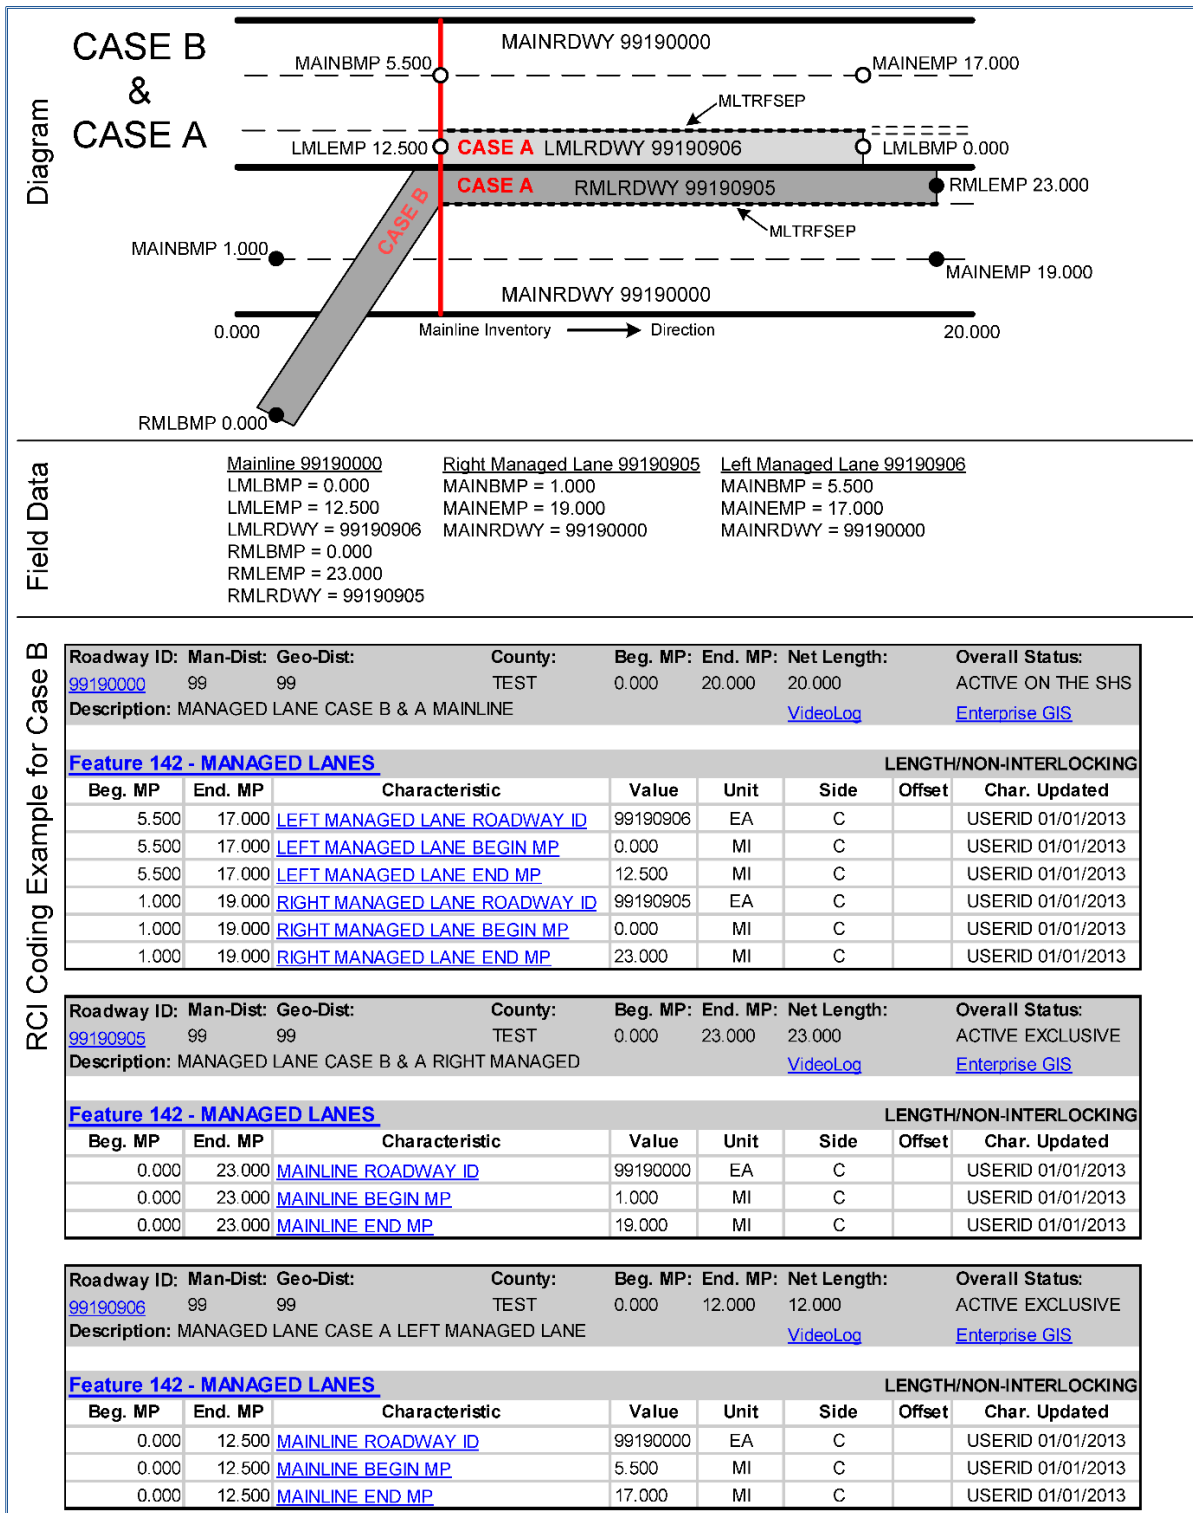 Diagram
CASE B
&
CASE A
MAINRDWY 99190000
MAINBMP 5.500
MAINEMP 17.000
MLTRFSEP
LMLEMP 12.500
CASE A LMLRDWY 99190906
LMLBMP 0.000
CASE A RMLRDWY 99190905
RMLEMP 23.000
CASE B
MLTRFSEP
MAINBMP 1.000
MAINEMP 19.000
MAINRDWY 99190000
0.000
Mainline Inventory
Direction
20.000
RMLBMP 0.000
Field Data
Mainline 99190000
LMLBMP = 0.000
LMLEMP = 12.500
LMLRDWY = 99190906
RMLBMP = 0.000
RMLEMP = 23.000
RMLRDWY = 99190905
Right Managed Lane 99190905
MAINBMP = 1.000
MAINEMP = 19.000
MAINRDWY = 99190000
Left Managed Lane 99190906
MAINBMP = 5.500
MAINEMP = 17.000
MAINRDWY = 99190000
RCI Coding Example for Case B
Roadway ID: Man-Dist: Geo-Dist: County: Beg. MP: End. MP: Net Length: Overall Status:
99190000 99 99 TEST 0.000 20.000 20.000 ACTIVE ON THE SHS
Description: MANAGED LANE CASE B & A MAINLINE VideoLog Enterprise GIS
Feature 142 - MANAGED LANES LENGTH/NON-INTERLOCKING
Beg. MP End. MP Characteristic Value Unit Side Offset Char. Updated
5.500 17.000 LEFT MANAGED LANE ROADWAY ID 99190906 EA C USERID 01/01/2013
5.500 17.000 LEFT MANAGED LANE BEGIN MP 0.000 MI C USERID 01/01/2013
5.500 17.000 LEFT MANAGED LANE END MP 12.500 MI C USERID 01/01/2013
1.000 19.000 RIGHT MANAGED LANE ROADWAY ID 99190905 EA C USERID 01/01/2013
1.000 19.000 RIGHT MANAGED LANE BEGIN MP 0.000 MI C USERID 01/01/2013
1.000 19.000 RIGHT MANAGED LANE END MP 23.000 MI C USERID 01/01/2013
Roadway ID: Man-Dist: Geo-Dist: County: Beg. MP: End. MP: Net Length: Overall Status:
99190905 99 99 TEST 0.000 23.000 23.000 ACTIVE EXCLUSIVE
Description: MANAGED LANE CASE B & A RIGHT MANAGED VideoLog Enterprise GIS
Feature 142 - MANAGED LANES LENGTH/NON-INTERLOCKING
Beg. MP End. MP Characteristic Value Unit Side Offset Char. Updated
0.000 23.000 MAINLINE ROADWAY ID 99190000 EA C USERID 01/01/2013
0.000 23.000 MAINLINE BEGIN MP 1.000 MI C USERID 01/01/2013
0.000 23.000 MAINLINE END MP 19.000 MI C USERID 01/01/2013
Roadway ID: Man-Dist: Geo-Dist: County: Beg. MP: End. MP: Net Length: Overall Status:
99190906 99 99 TEST 0.000 12.000 12.000 ACTIVE EXCLUSIVE
Description: MANAGED LANE CASE A LEFT MANAGED LANE VideoLog Enterprise GIS
Feature 142 - MANAGED LANES LENGTH/NON-INTERLOCKING
Beg. MP End. MP Characteristic Value Unit Side Offset Char. Updated
0.000 12.500 MAINLINE ROADWAY ID 99190000 EA C USERID 01/01/2013
0.000 12.500 MAINLINE BEGIN MP 5.500 MI C USERID 01/01/2013
0.000 12.500 MAINLINE END MP 17.000 MI C USERID 01/01/2013